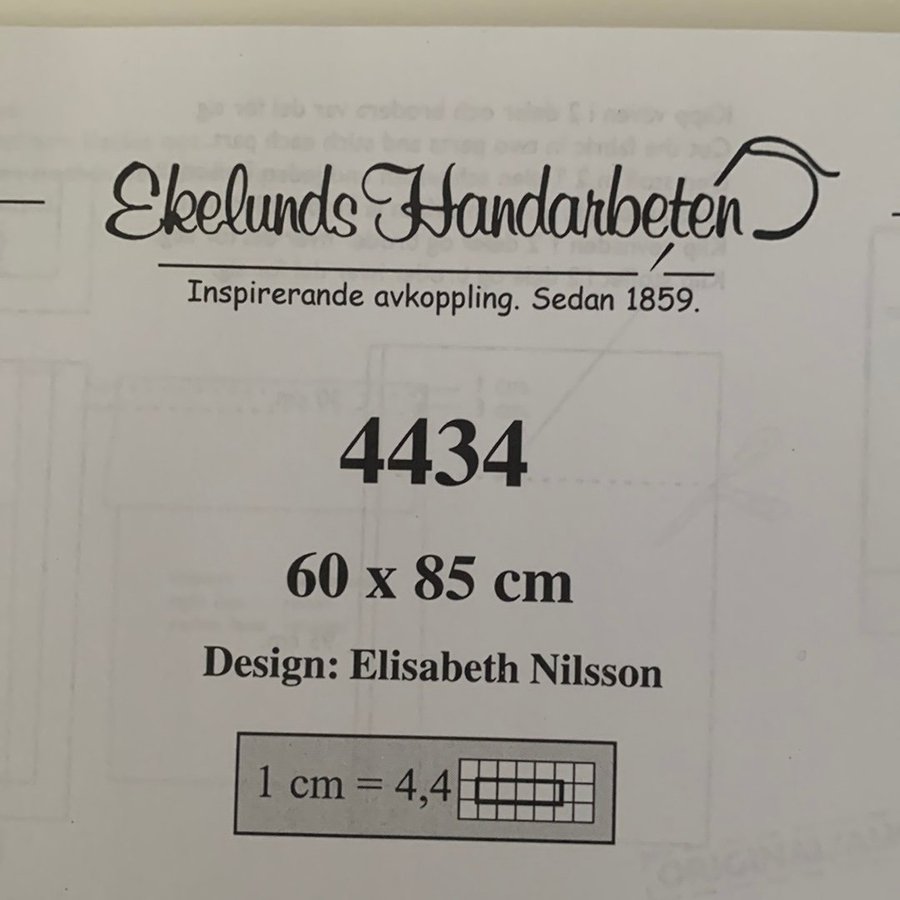 Ekelunds Handarbeten
Inspirerande avkoppling. Sedan 1859.
4434
60 x 85 cm
Design: Elisabeth Nilsson
1 cm = 4,4